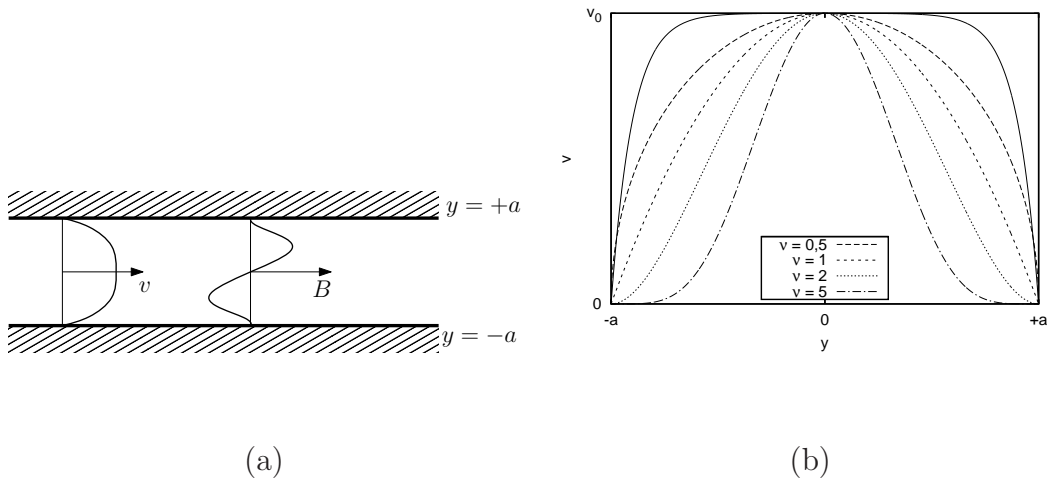 y = +a
v
B
y = −a
(a)
v0
v
0
ν = 0,5
ν = 1
ν = 2
ν = 5
-a
0
+a
y
(b)